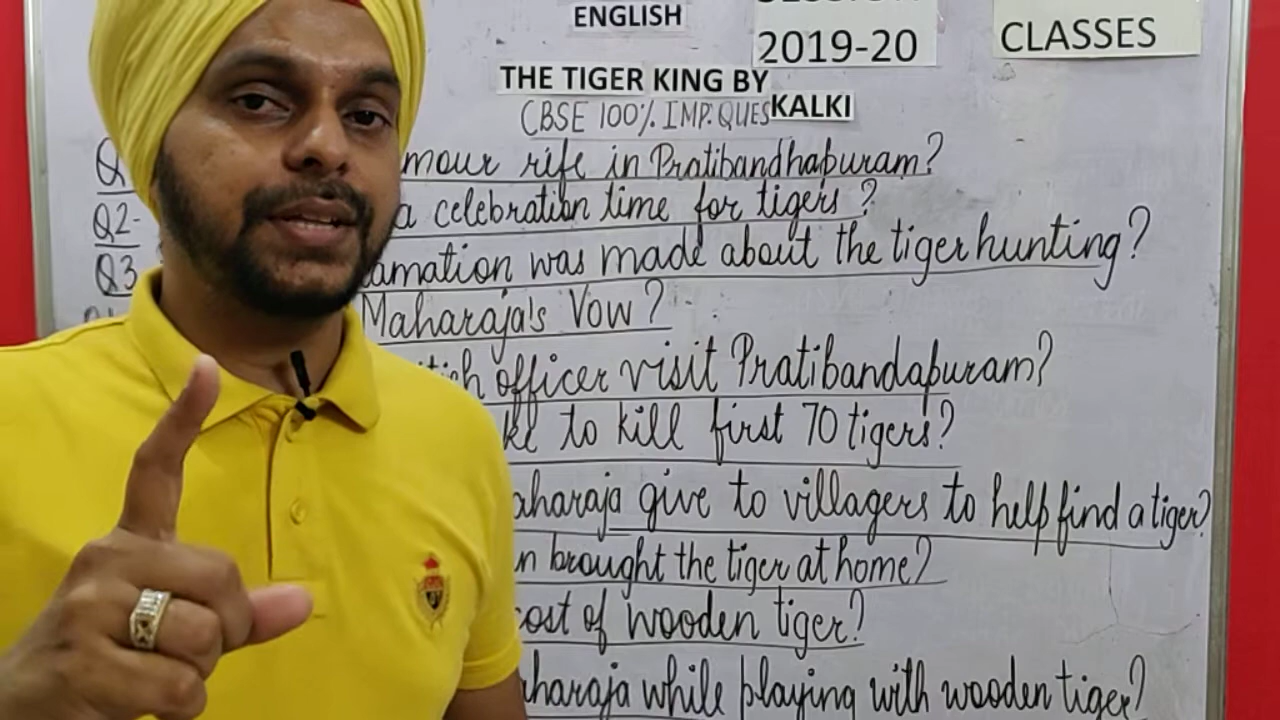 ENGLISH
2019-20
CLASSES
THE TIGER KING BY
CBSE 100% IMP. QUES KALKI
Q mour rife in Pratibandhapuram?
Q2- a celebration time for tigers?
Q3 amation was made about the tiger hunting?
Maharaja's Vow?
officer visit Pratibandapuram?
to kill first 70 tigers?
aharaja give to villagers to help find a tiger?
n brought the tiger at home?
cost of wooden tiger?
aharaja while playing with wooden tiger?